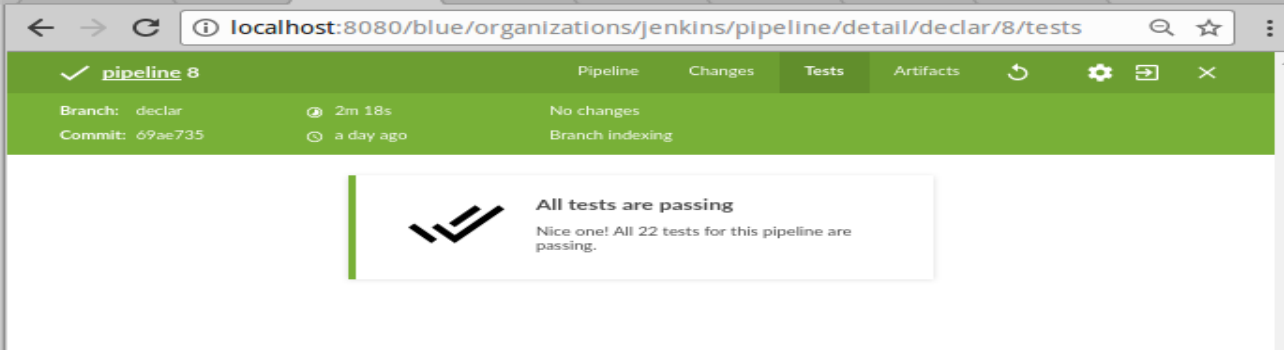 localhost:8080/blue/organizations/jenkins/pipeline/detail/declar/8/tests
pipeline 8 Pipeline Changes Tests Artifacts
Branch: declar 2m 18s No changes
Commit: 69ae735 a day ago Branch indexing
All tests are passing
Nice one! All 22 tests for this pipeline are
passing.